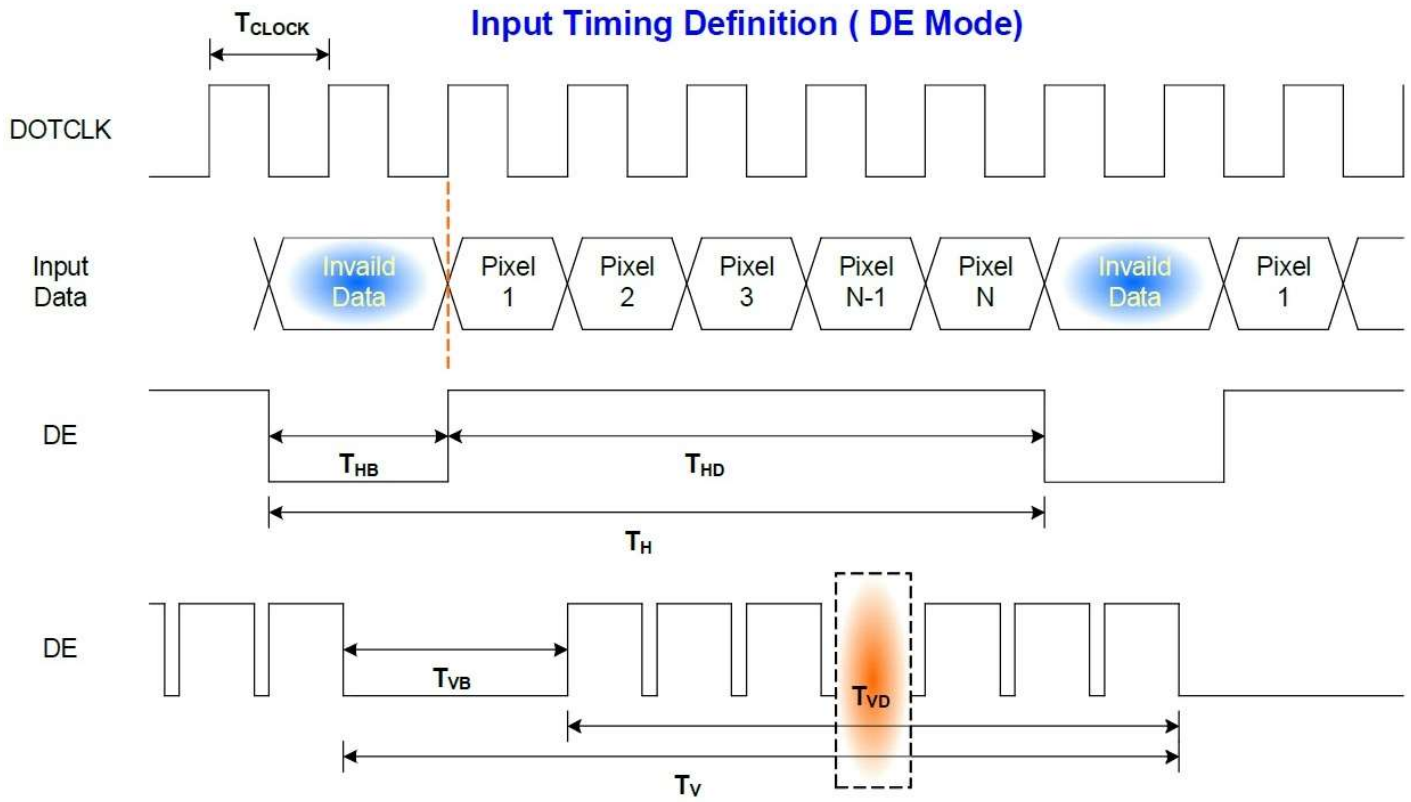 Input Timing Definition ( DE Mode)
TCLOCK
DOTCLK
Input
Data
Invaild
Data
Pixel
1
Pixel
2
Pixel
3
Pixel
N-1
Pixel
N
Invaild
Data
Pixel
1
DE
THB
THD
TH
DE
TVB
TVD
TV